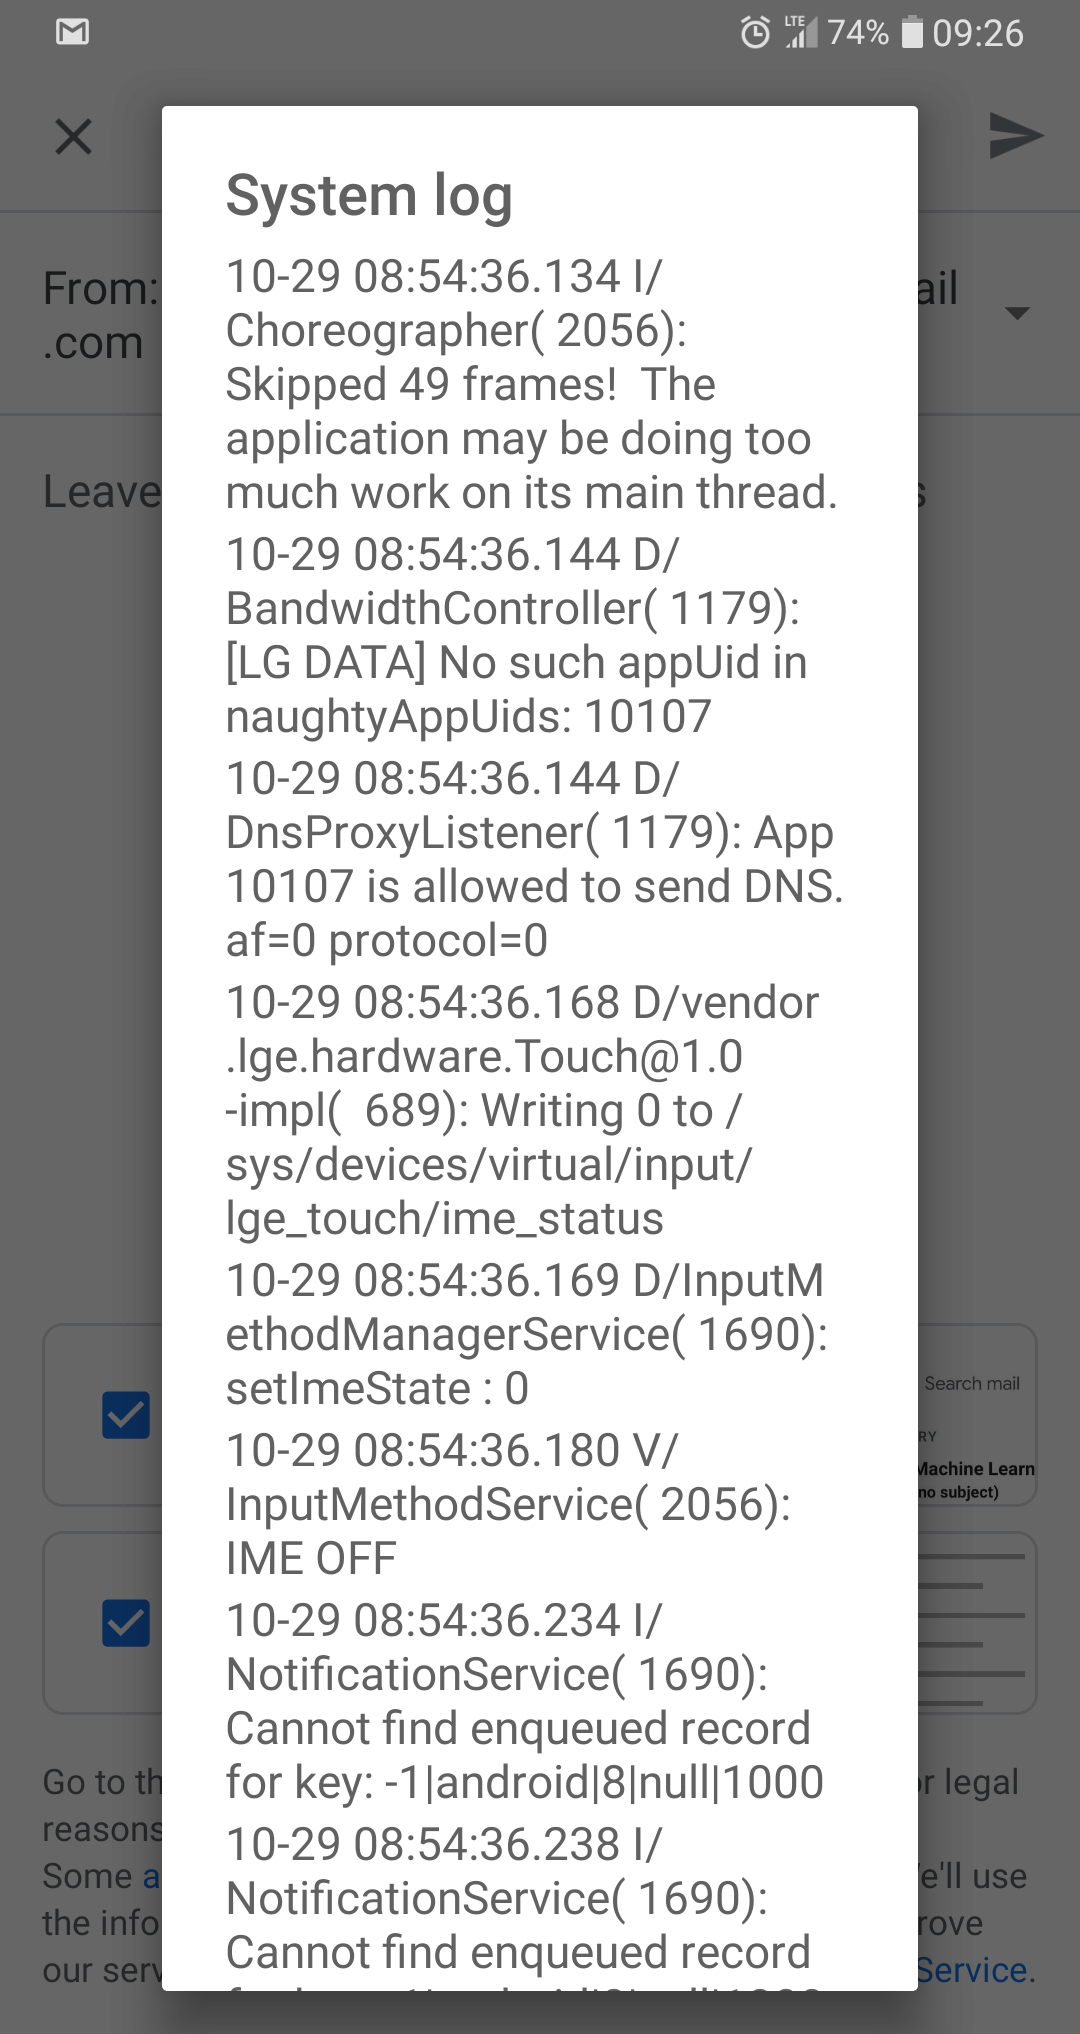 LTE 74% 09:26
System log
10-29 08:54:36.134 I/
Choreographer( 2056):
Skipped 49 frames!  The
application may be doing too
much work on its main thread.
10-29 08:54:36.144 D/
BandwidthController( 1179):
[LG DATA] No such appUid in
naughtyAppUids: 10107
10-29 08:54:36.144 D/
DnsProxyListener( 1179): App
10107 is allowed to send DNS.
af=0 protocol=0
10-29 08:54:36.168 D/vendor
.lge.hardware.Touch@1.0
-impl(  689): Writing 0 to /
sys/devices/virtual/input/
lge_touch/ime_status
10-29 08:54:36.169 D/InputM
ethodManagerService( 1690):
setImeState : 0
10-29 08:54:36.180 V/
InputMethodService( 2056):
IME OFF
10-29 08:54:36.234 I/
NotificationService( 1690):
Cannot find enqueued record
for key: -1|android|8|null|1000
10-29 08:54:36.238 I/
NotificationService( 1690):
Cannot find enqueued record
From:
.com
Leave
Search mail
Machine Learn
no subject)
Go to
legal
reasons
Some
use
the
our
Service.